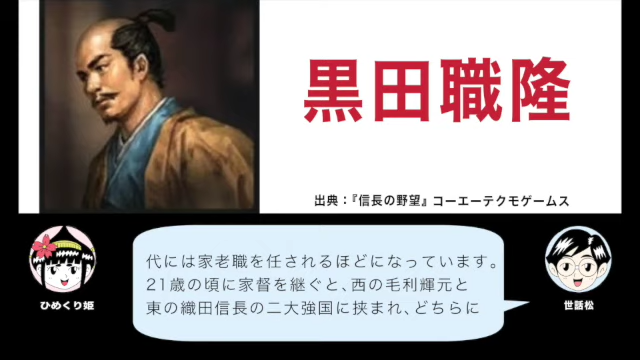 黒田職隆
出典：『信長の野望』コーエーテクモゲームス
代には家老職を任されるほどになっています。
21歳の頃に家督を継ぐと、西の毛利輝元と
東の織田信長の二大強国に挟まれ、どちらに
ひめくり姫
世話松